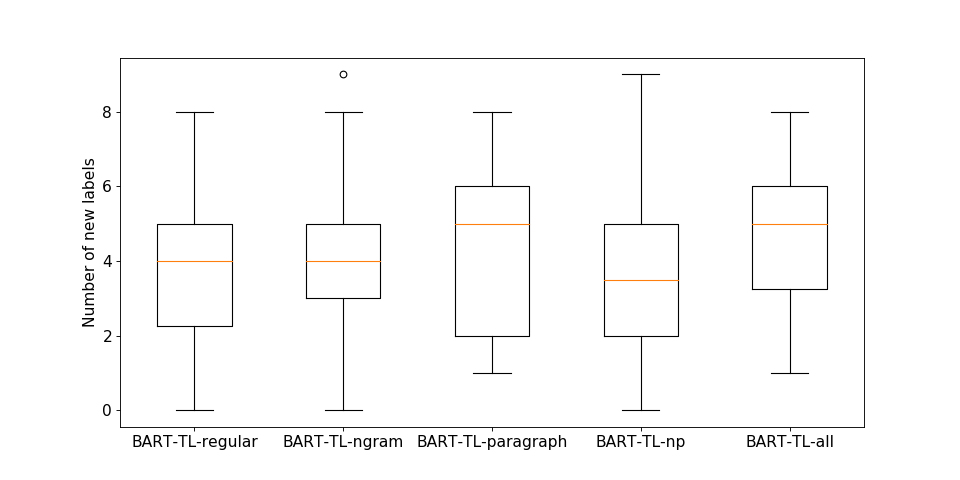 Number of new labels
8
6
4
2
0
BART-TL-regular BART-TL-ngram BART-TL-paragraph BART-TL-np BART-TL-all